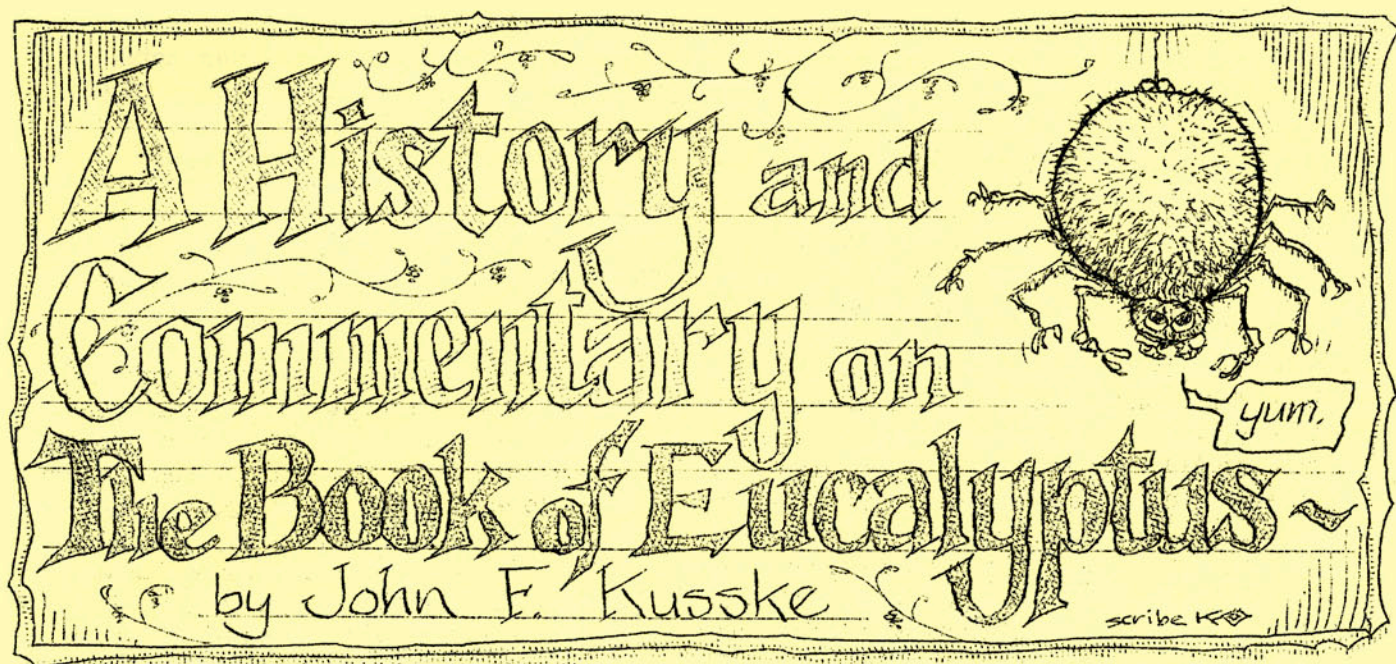 A History and
Commentary on
The Book of Eucalyptus~
by John F. Kusske
yum.
scribe